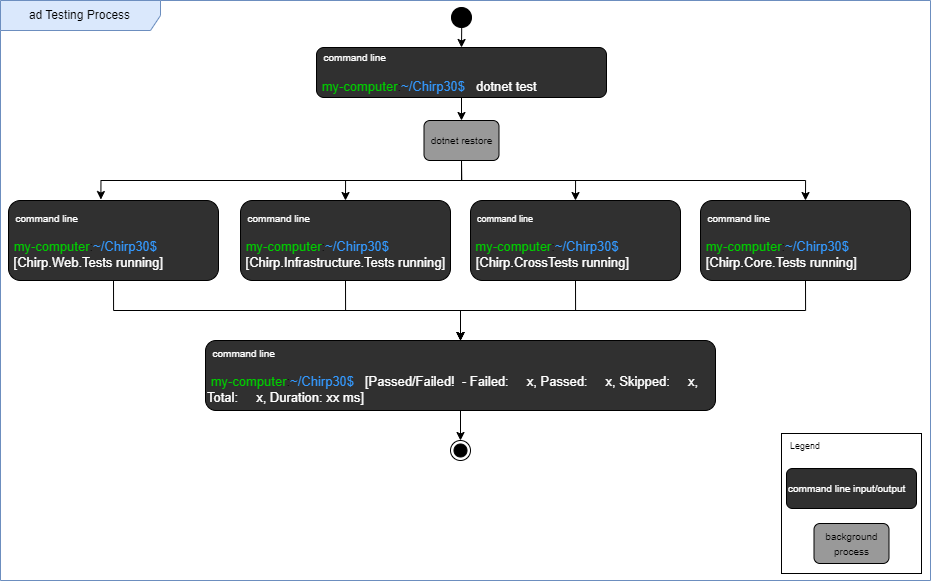 ad Testing Process
command line
my-computer ~/Chirp30$ dotnet test
dotnet restore
command line
my-computer ~/Chirp30$
[Chirp.Web.Tests running]
command line
my-computer ~/Chirp30$
[Chirp.Infrastructure.Tests running]
command line
my-computer ~/Chirp30$
[Chirp.CrossTests running]
command line
my-computer ~/Chirp30$
[Chirp.Core.Tests running]
command line
my-computer ~/Chirp30$ [Passed/Failed! - Failed: x, Passed: x, Skipped: x,
Total: x, Duration: xx ms]
Legend
command line input/output
background
process